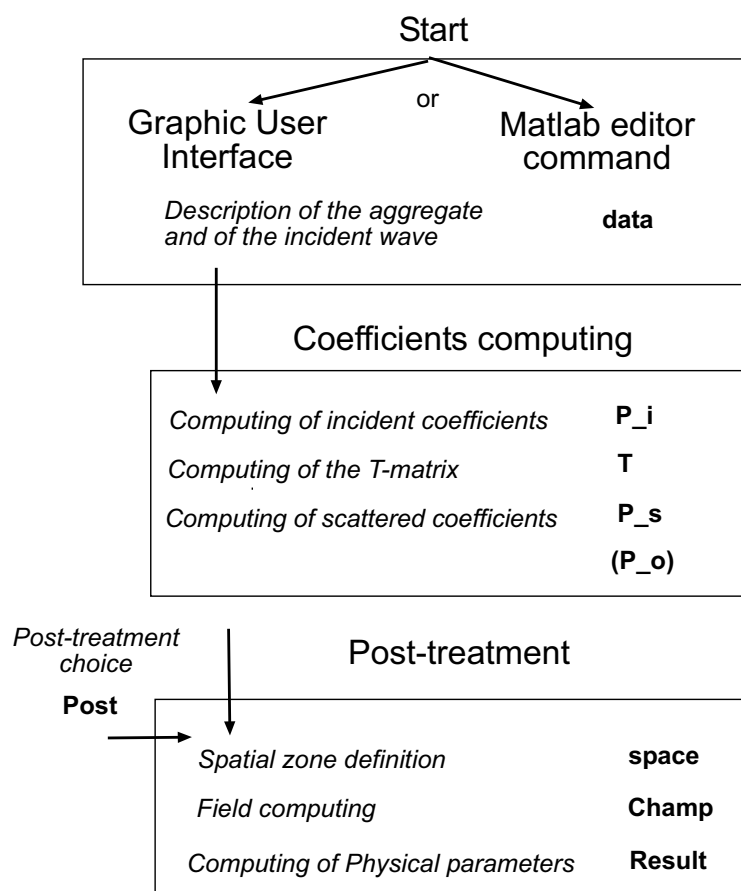 Start
or
Graphic User
Interface
Matlab editor
command
Description of the aggregate
and of the incident wave
data
Coefficients computing
Computing of incident coefficients P_i
Computing of the T-matrix T
Computing of scattered coefficients P_s
(P_o)
Post-treatment
choice
Post
Post-treatment
Spatial zone definition space
Field computing Champ
Computing of Physical parameters Result